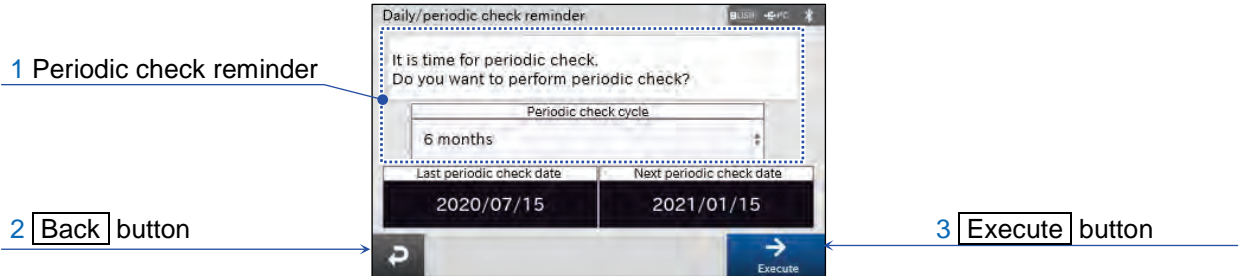 Daily/periodic check reminder
USB PC
1 Periodic check reminder
It is time for periodic check.
Do you want to perform periodic check?
Periodic check cycle
6 months
Last periodic check date Next periodic check date
2020/07/15 2021/01/15
2 Back button
3 Execute button
Execute